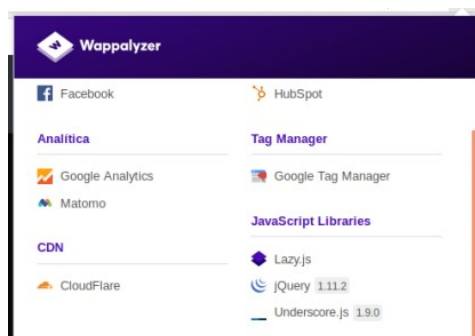 Wappalyzer
Facebook
HubSpot
Analítica
Google Analytics
Matomo
CDN
CloudFlare
Tag Manager
Google Tag Manager
JavaScript Libraries
Lazy.js
jQuery 1.11.2
Underscore.js 1.9.0